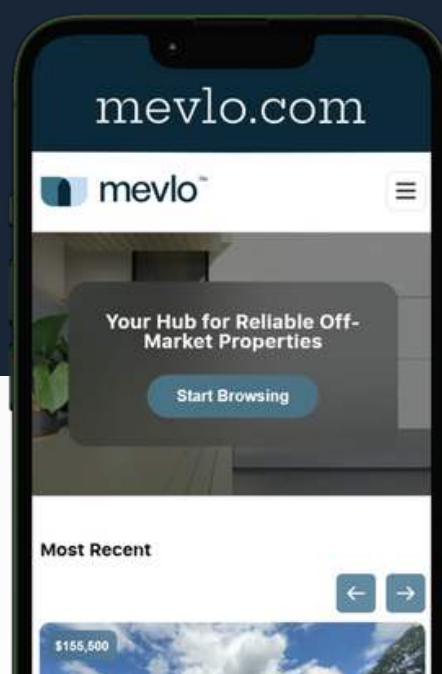 mevlo.com
mevlo™
Your Hub for Reliable Off-
Market Properties
Start Browsing
Most Recent
$155,500